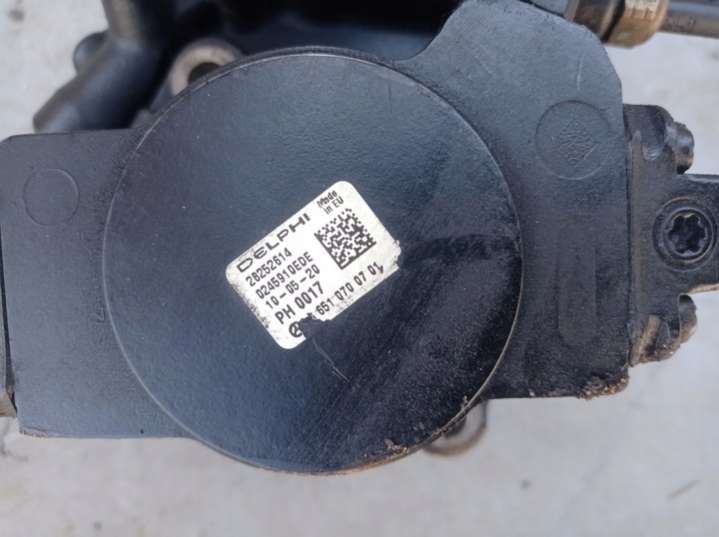 Made
in EU
DELPHI
28252614
0245910EDE
10-05-20
PH 0017
651 070 07 01